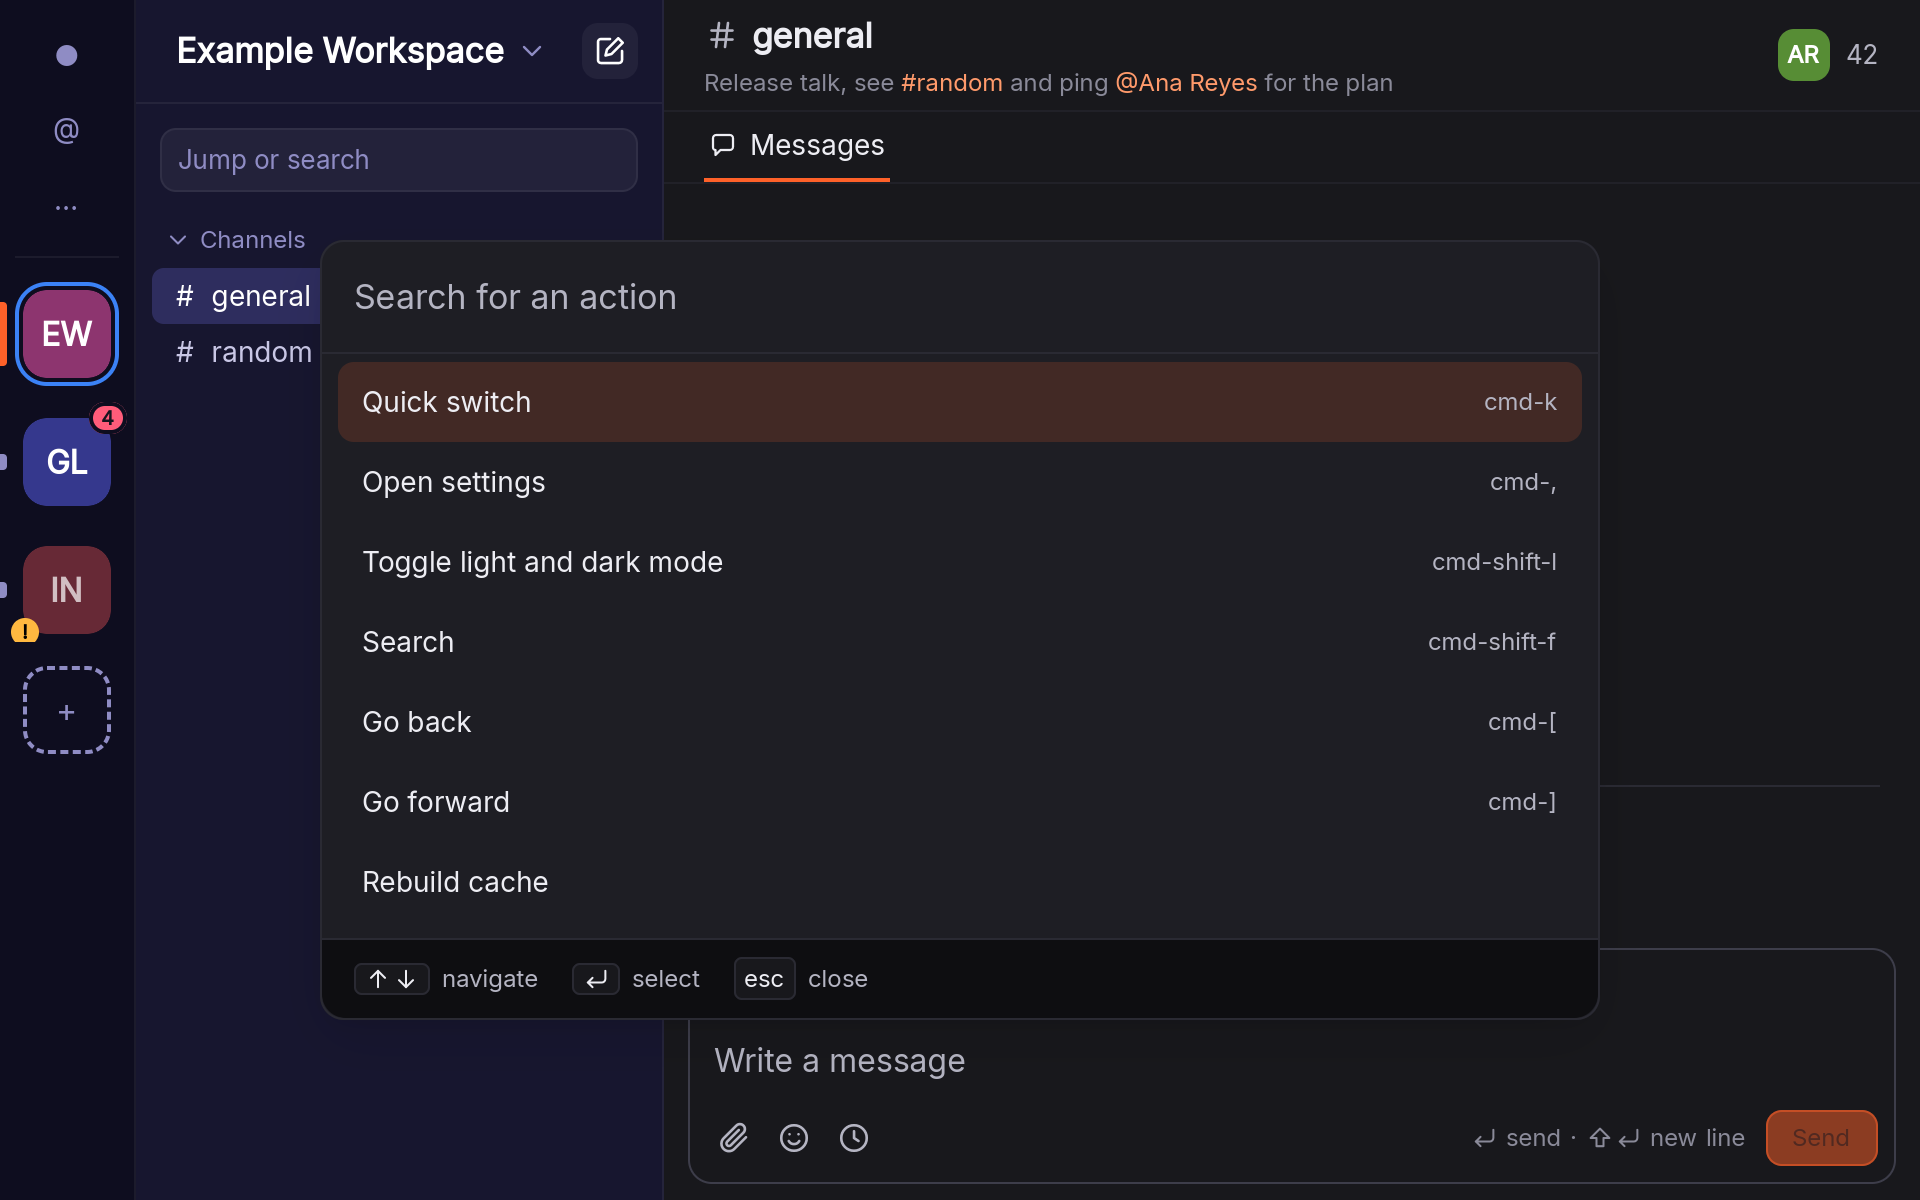 @
...
EW
4
GL
IN
!
+
Example Workspace
Jump or search
Channels
# general
# random
# general
Release talk, see #random and ping @Ana Reyes for the plan
AR 42
Messages
Search for an action
Quick switch cmd-k
Open settings cmd-,
Toggle light and dark mode cmd-shift-l
Search cmd-shift-f
Go back cmd-[
Go forward cmd-]
Rebuild cache
↑ ↓ navigate ↵ select esc close
Write a message
↵ send · ⇧ ↵ new line Send